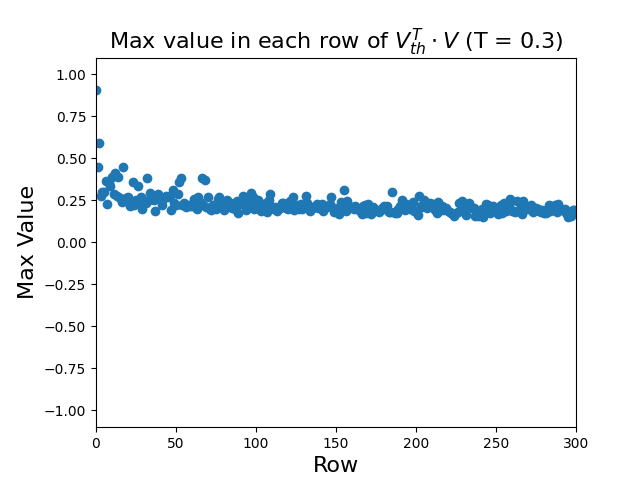 Max value in each row of $V_{th}^T \cdot V$ (T = 0.3)
Max Value
1.00
0.75
0.50
0.25
0.00
−0.25
−0.50
−0.75
−1.00
0 50 100 150 200 250 300
Row